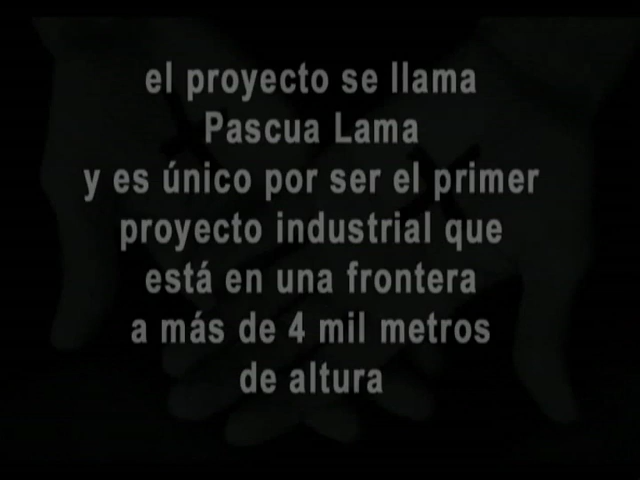 el proyecto se llama
Pascua Lama
y es único por ser el primer
proyecto industrial que
está en una frontera
a más de 4 mil metros
de altura